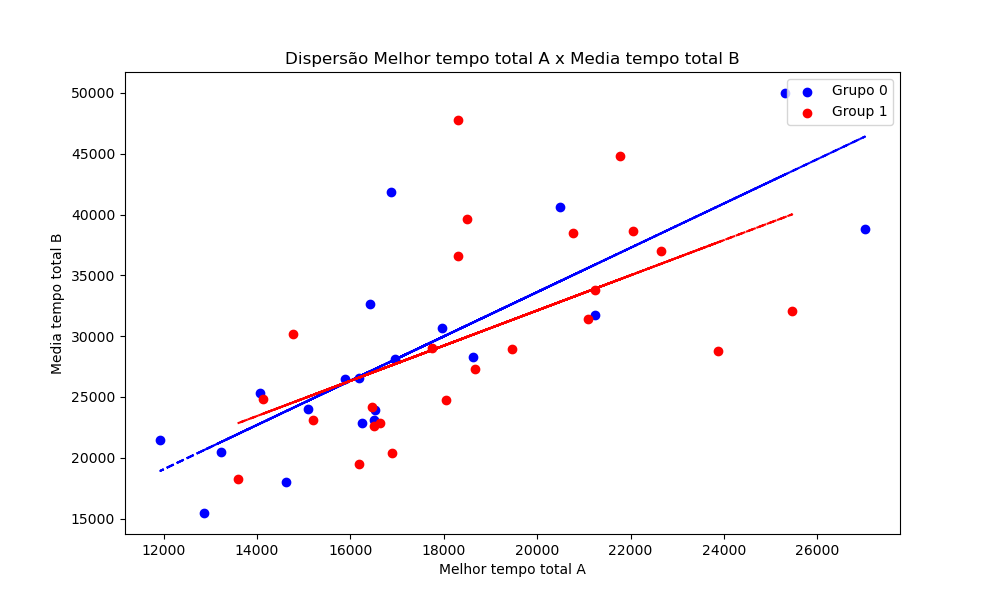 Dispersão Melhor tempo total A x Media tempo total B
Grupo 0
Group 1
50000
45000
40000
35000
30000
25000
20000
15000
Media tempo total B
12000 14000 16000 18000 20000 22000 24000 26000
Melhor tempo total A